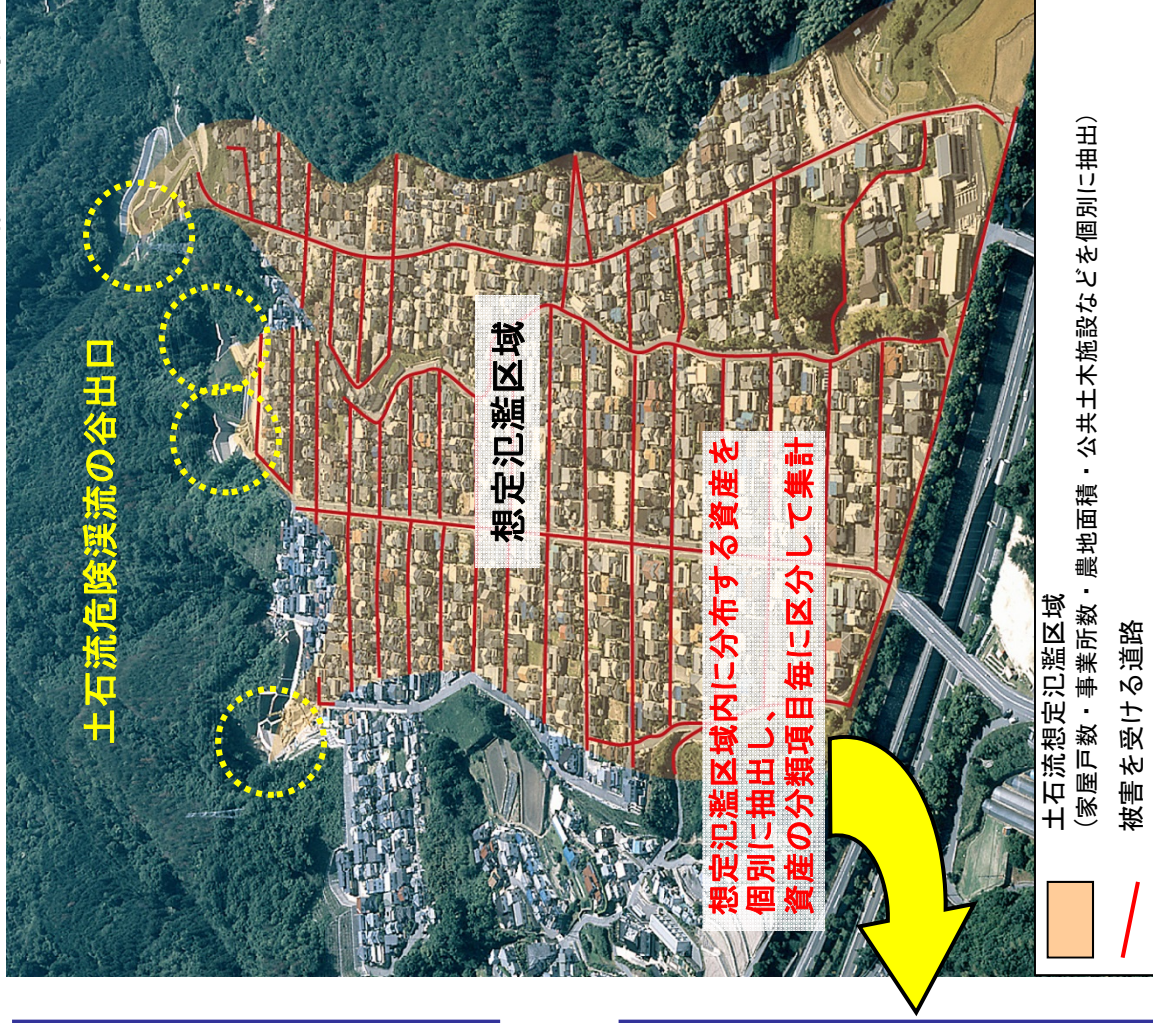 土石流危険渓流の谷出口
想定氾濫区域
想定氾濫区域内に分布する資産を
個別に抽出し、
資産の分類項目毎に区分して集計
土石流想定氾濫区域
(家屋戸数・事業所数・農地面積・公共土木施設などを個別に抽出)
被害を受ける道路